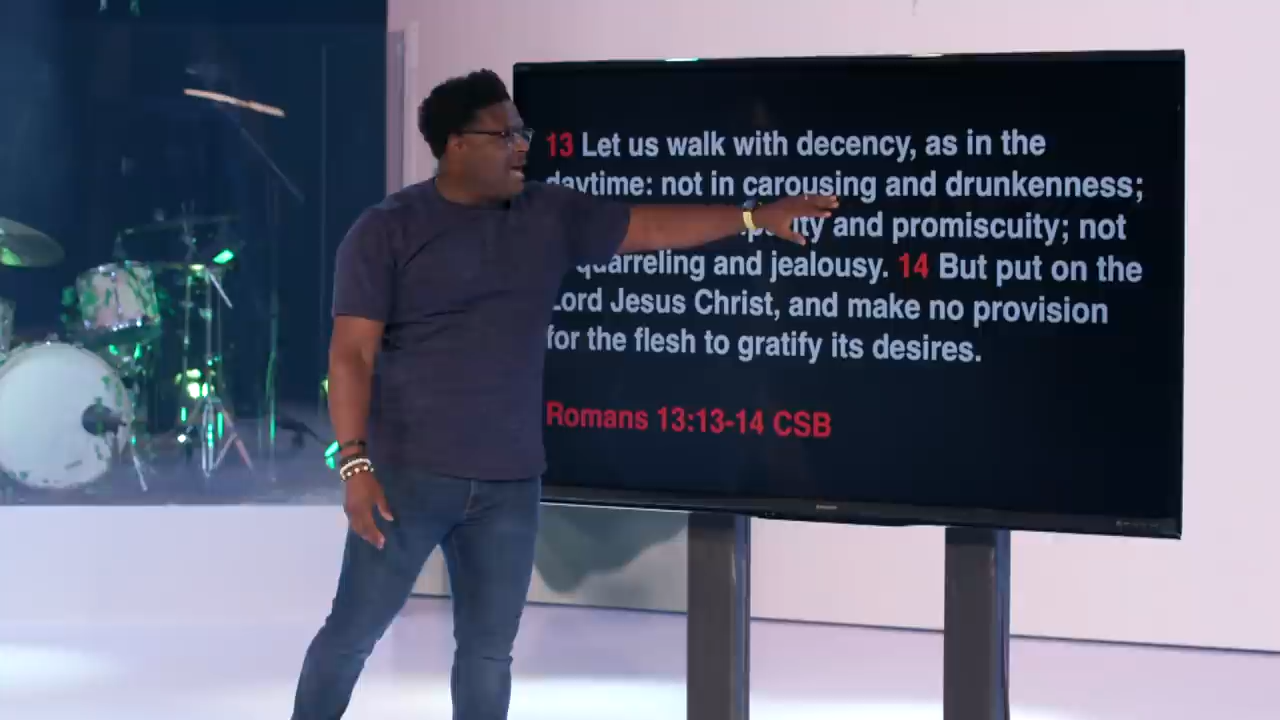 13 Let us walk with decency, as in the
daytime: not in carousing and drunkenness;
and promiscuity; not
quarreling and jealousy. 14 But put on the
Lord Jesus Christ, and make no provision
for the flesh to gratify its desires.
Romans 13:13-14 CSB